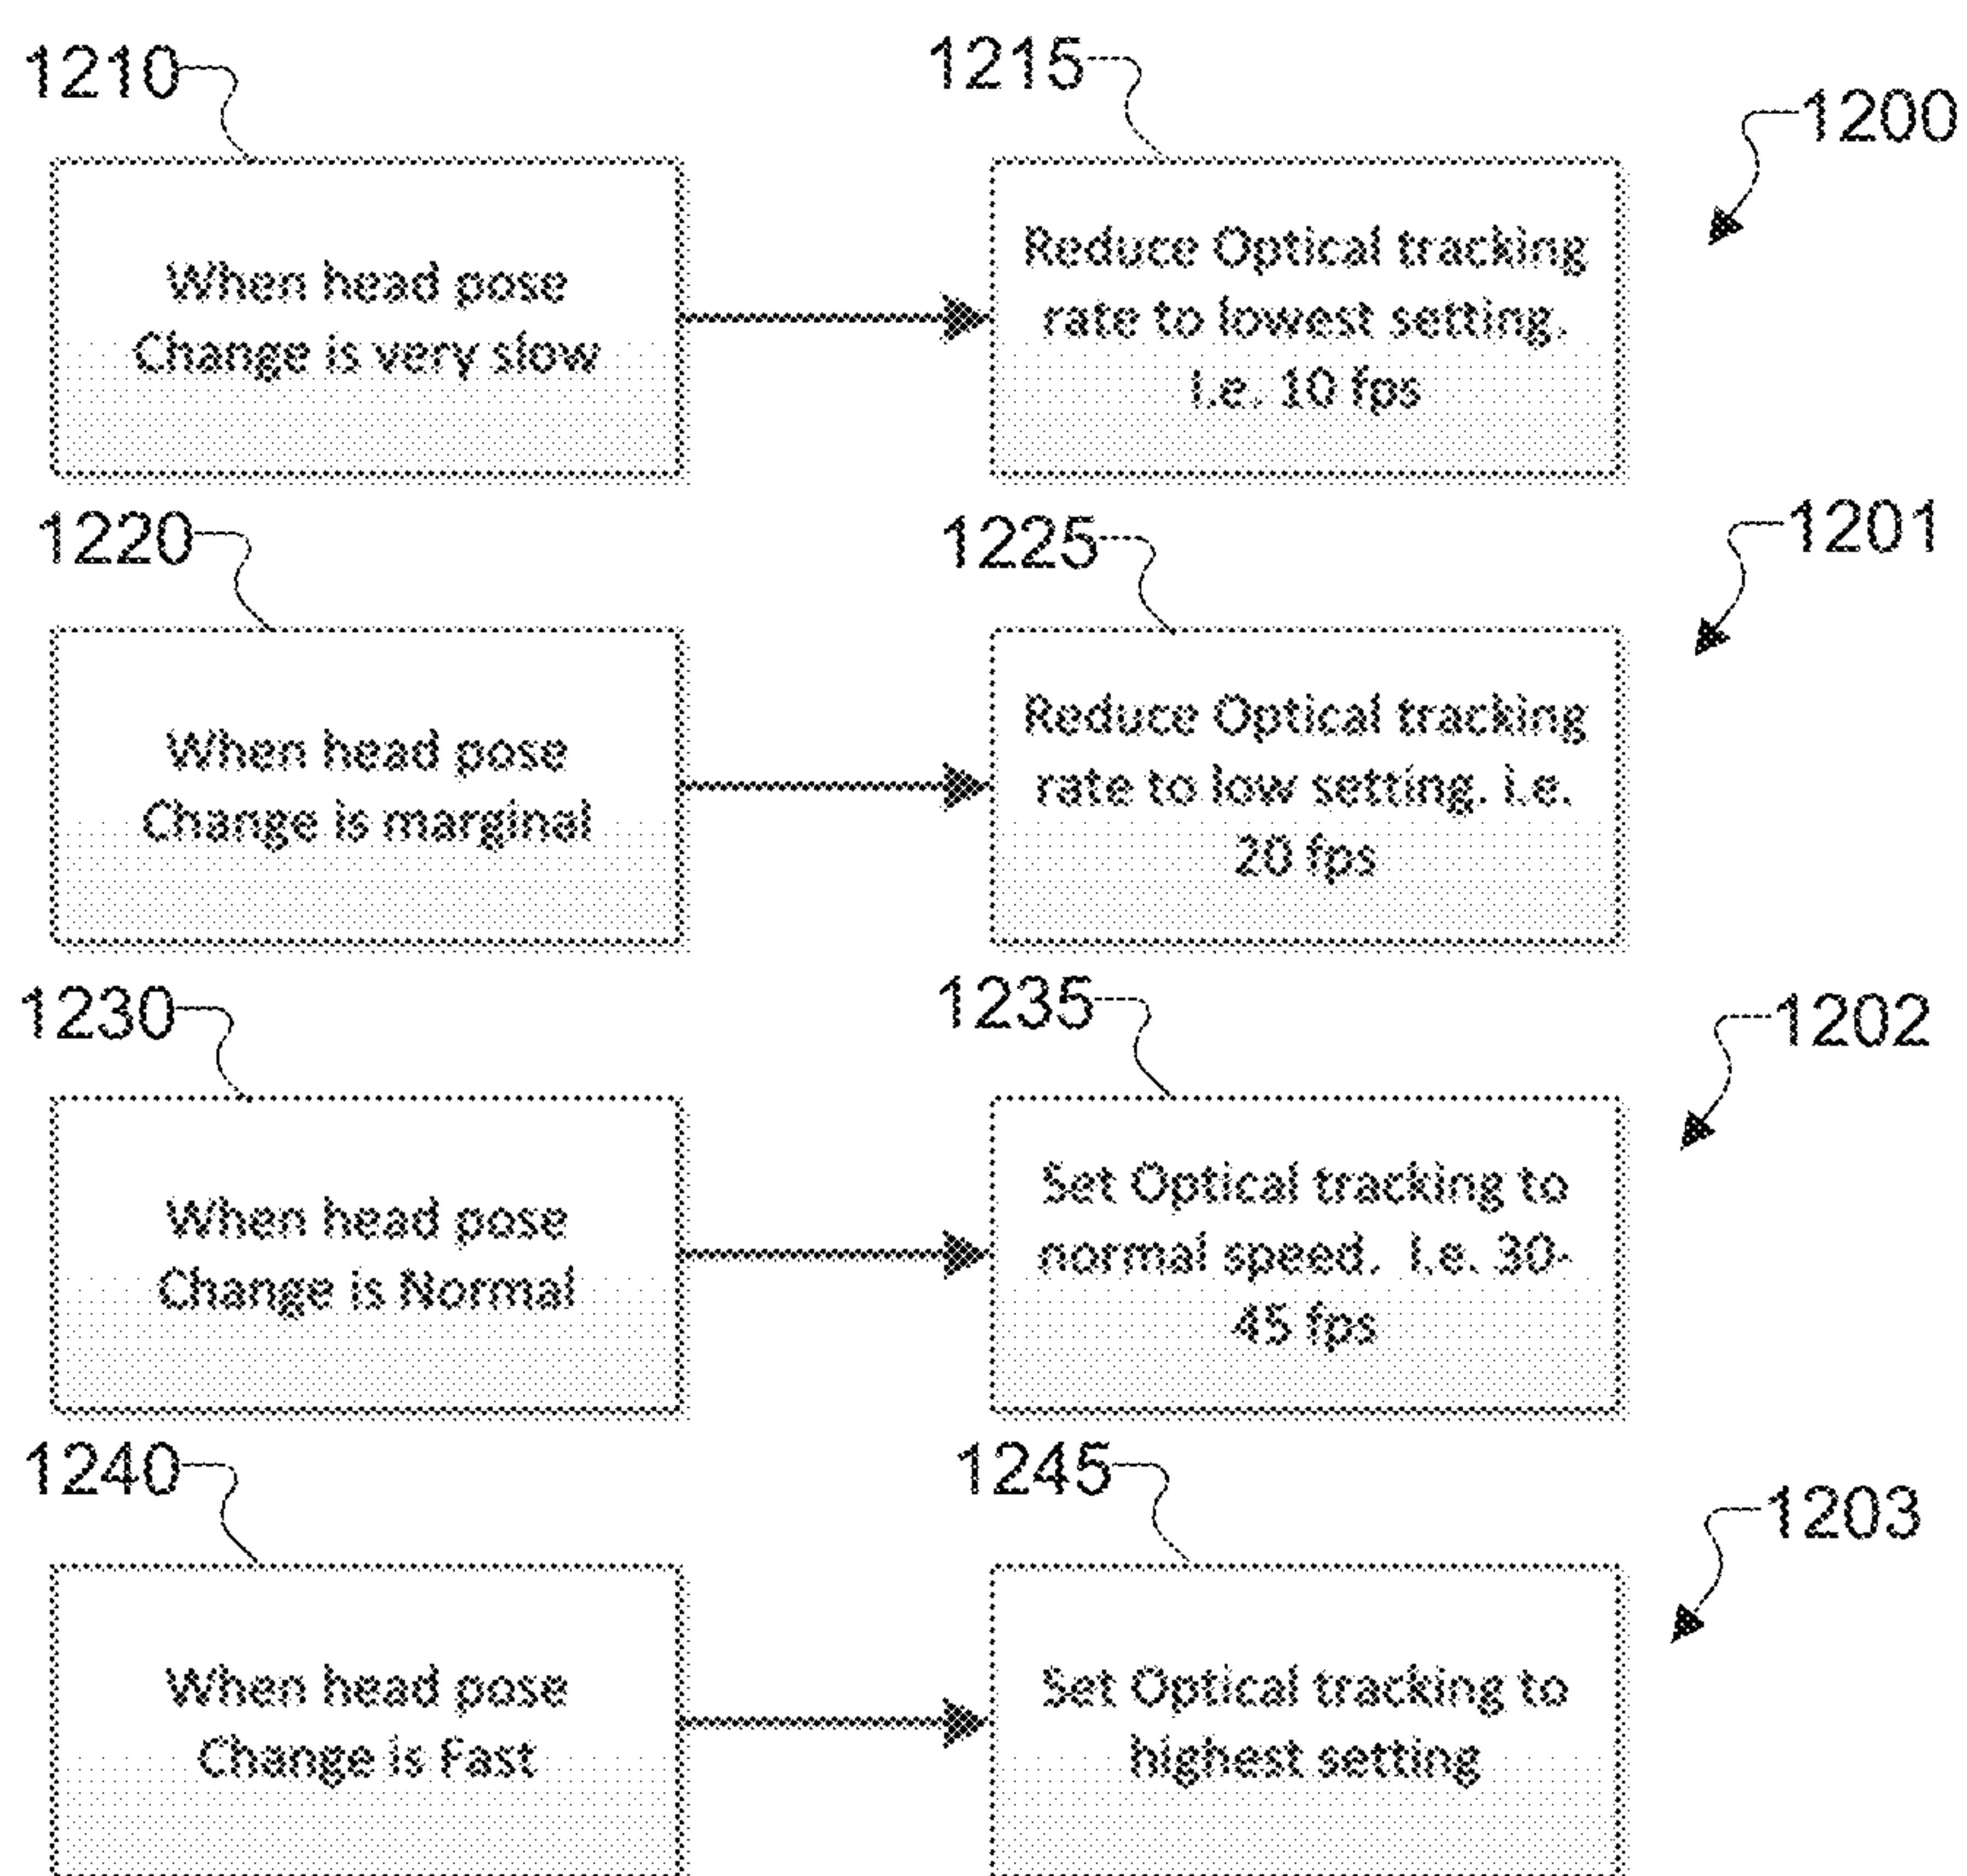 1210
1215
1200
When head pose
Change is very slow
Reduce Optical tracking
rate to lowest setting.
i.e. 10 fps
1220
1225
1201
When head pose
Change is marginal
Reduce Optical tracking
rate to low setting. i.e.
20 fps
1230
1235
1202
When head pose
Change is Normal
Set Optical tracking to
normal speed. i.e. 30-
45 fps
1240
1245
1203
When head pose
Change is Fast
Set Optical tracking to
highest setting